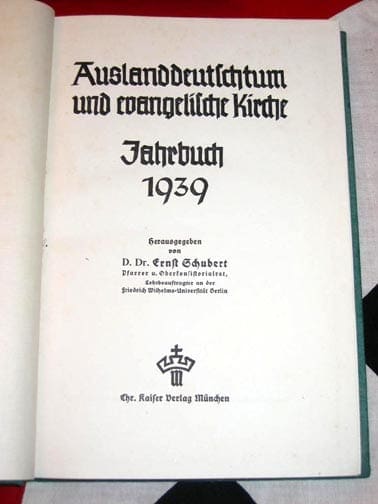 Auslanddeutschtum
und evangelische Kirche
Jahrbuch
1939
Herausgegeben
von
D. Dr. Ernst Schubert
Pfarrer u. Oberkonsistorialrat,
Lehrbeauftragter an der
Friedrich Wilhelms-Universität Berlin
Chr. Kaiser Verlag München